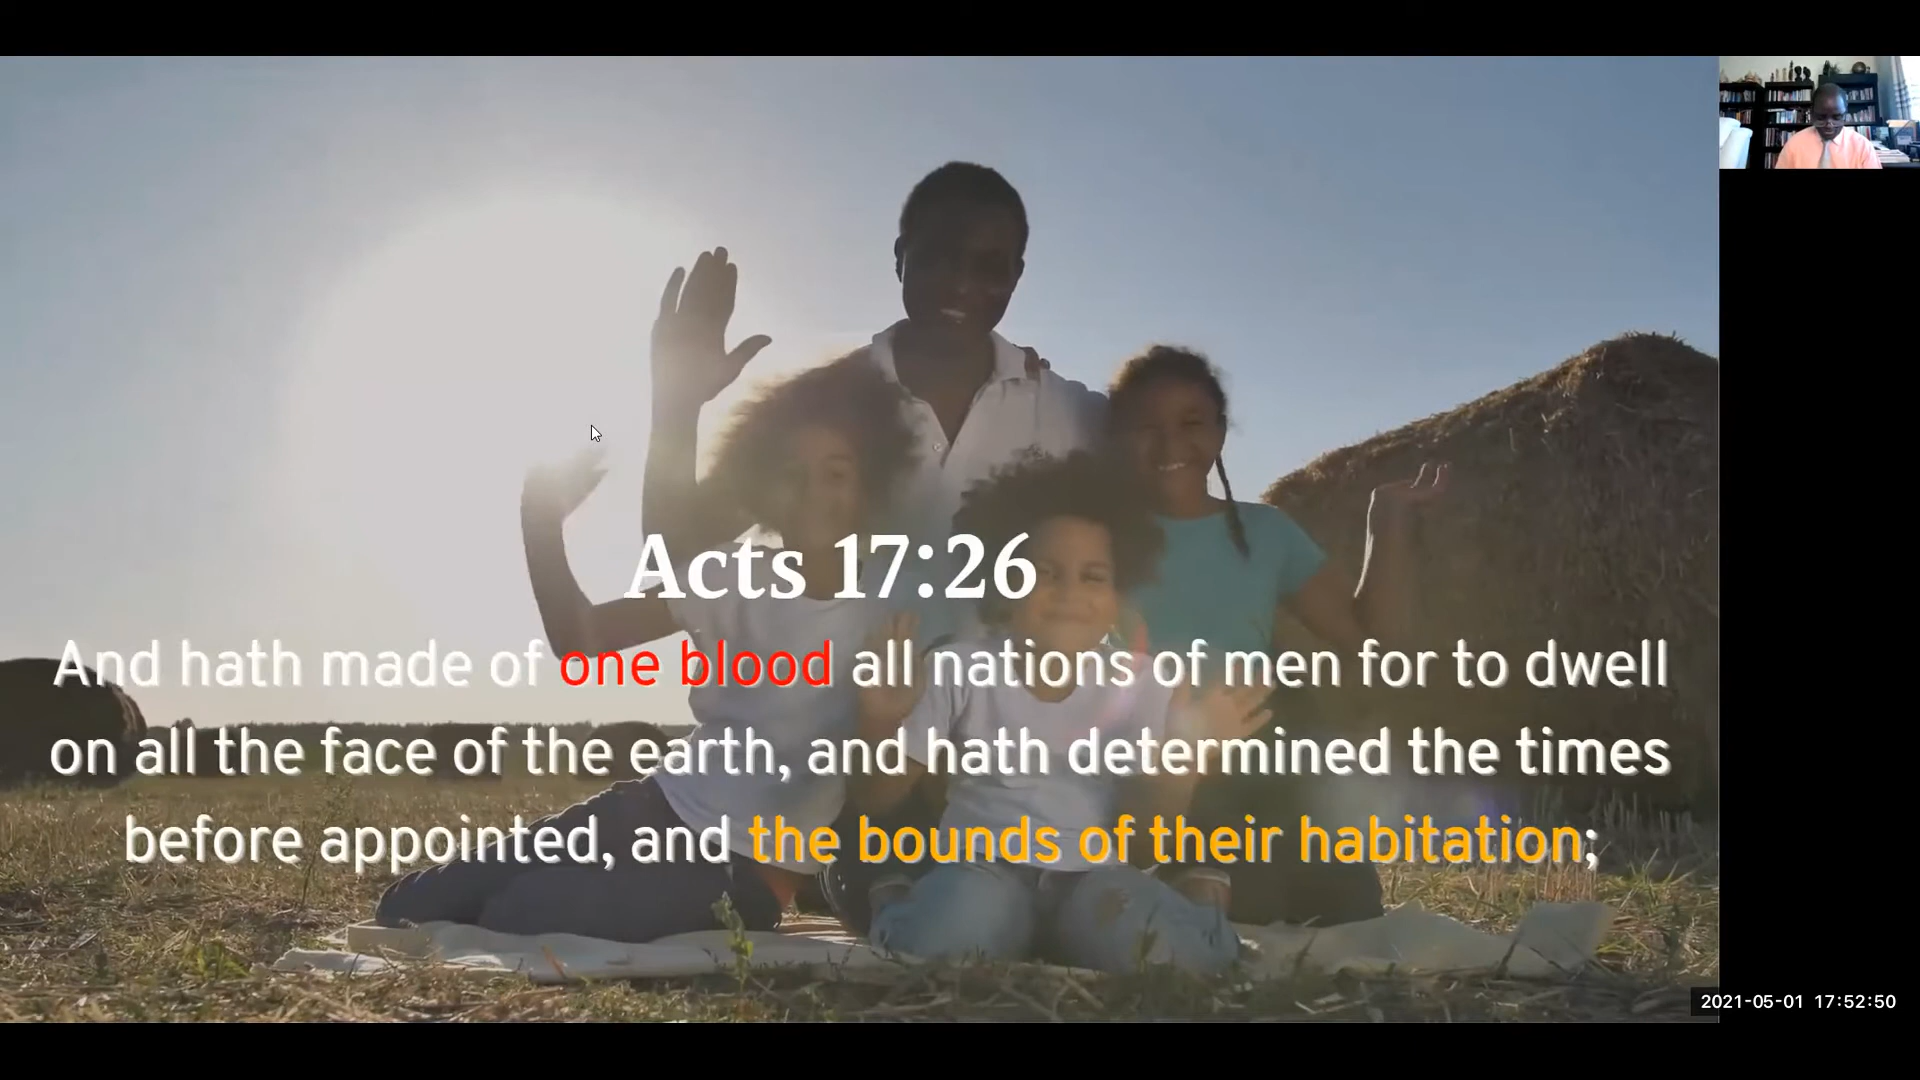 Acts 17:26
And hath made of one blood all nations of men for to dwell
on all the face of the earth, and hath determined the times
before appointed, and the bounds of their habitation;
2021-05-01 17:52:50